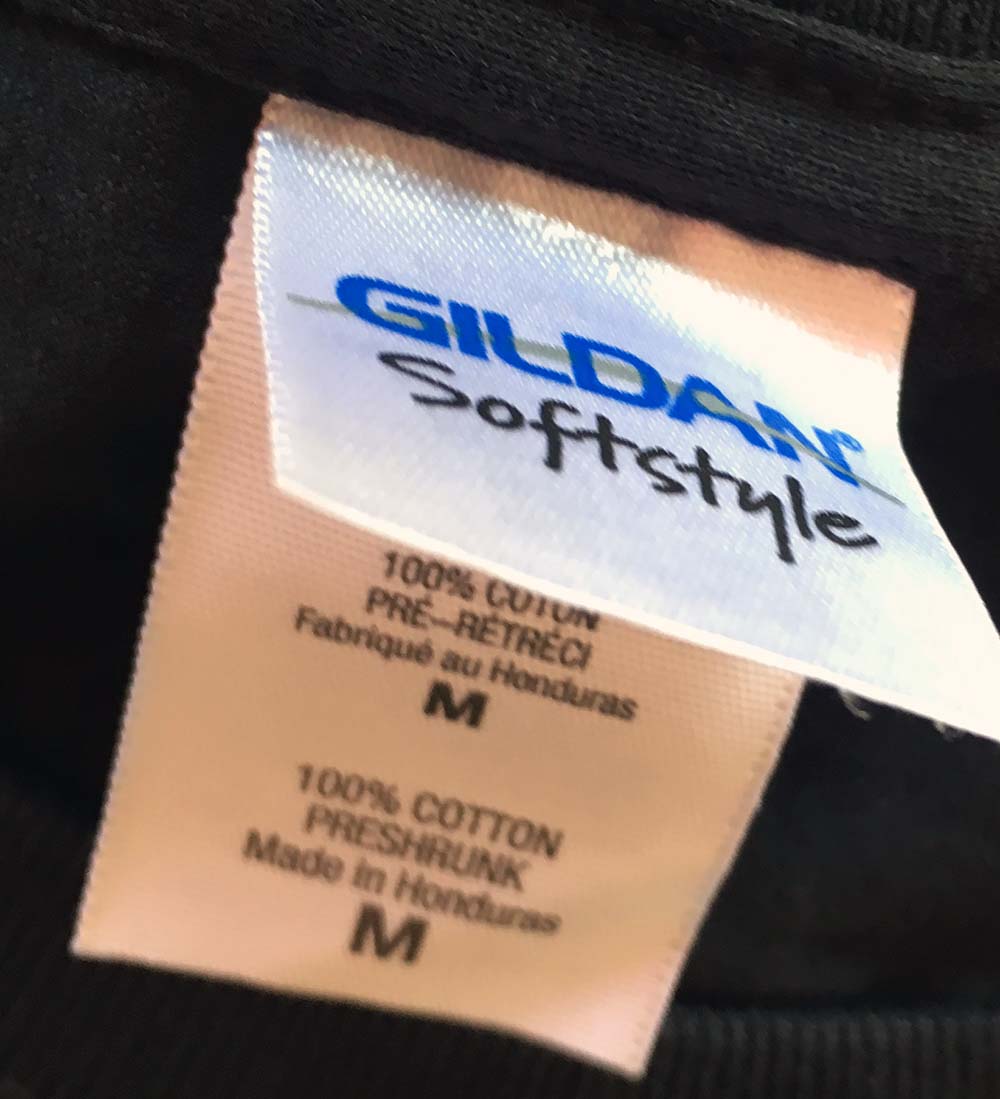 GILDAN®
Softstyle
100% COTON
PRÉ-RÉTRÉCI
Fabriqué au Honduras
M
100% COTTON
PRESHRUNK
Made in Honduras
M